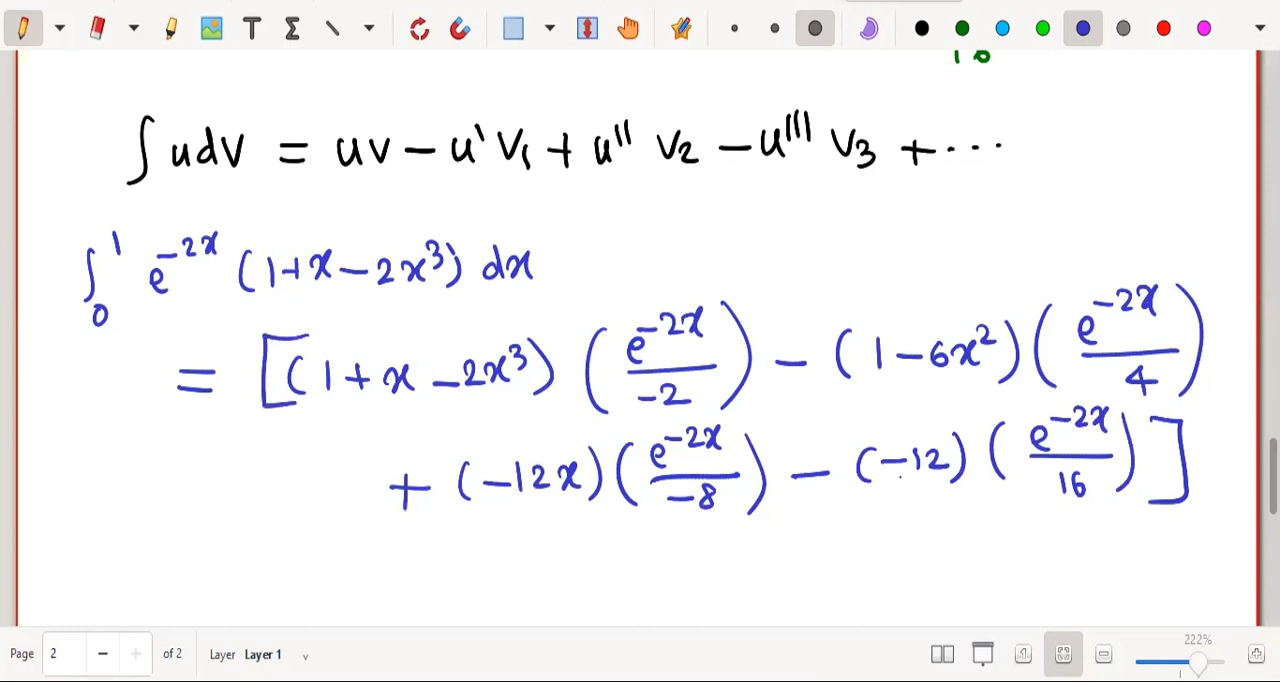 ∫ u dv = uv − u' v₁ + u'' v₂ − u''' v₃ + ...
∫₀¹ e^{-2x} (1+x−2x³) dx
= [(1+x−2x³) (e^{-2x}/-2) − (1−6x²) (e^{-2x}/4)
+ (−12x) (e^{-2x}/-8) − (−12) (e^{-2x}/16)]
Page 2 of 2 Layer Layer 1 222%